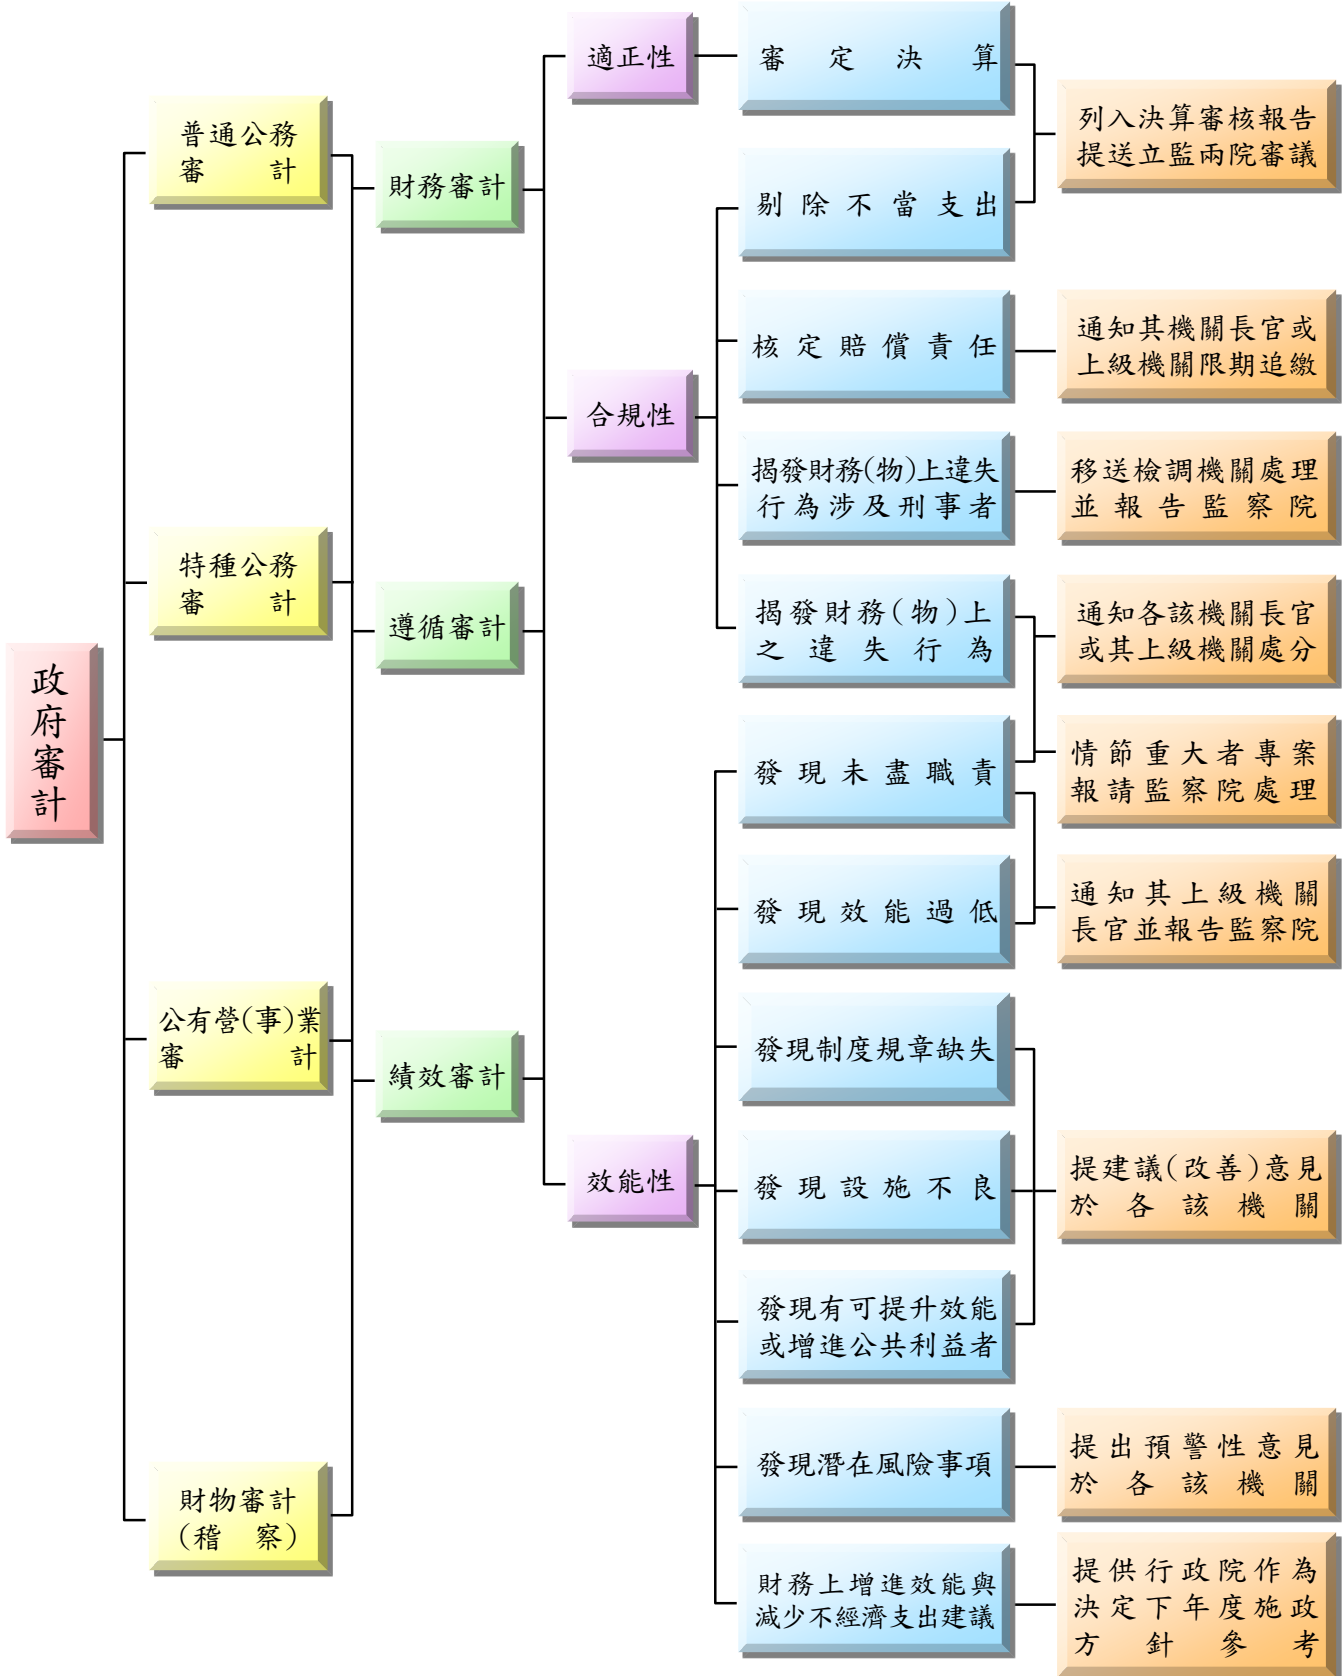 政府審計
普通公務
審計
特種公務
審計
公有營(事)業
審計
財物審計
(稽察)
財務審計
遵循審計
績效審計
適正性
合規性
效能性
審定決算
剔除不當支出
核定賠償責任
揭發財務(物)上違失
行為涉及刑事者
揭發財務(物)上
之違失行為
發現未盡職責
發現效能過低
發現制度規章缺失
發現設施不良
發現有可提升效能
或增進公共利益者
發現潛在風險事項
財務上增進效能與
減少不經濟支出建議
列入決算審核報告
提送立監兩院審議
通知其機關長官或
上級機關限期追繳
移送檢調機關處理
並報告監察院
通知各該機關長官
或其上級機關處分
情節重大者專案
報請監察院處理
通知其上級機關
長官並報告監察院
提建議(改善)意見
於各該機關
提出預警性意見
於各該機關
提供行政院作為
決定下年度施政
方針參考